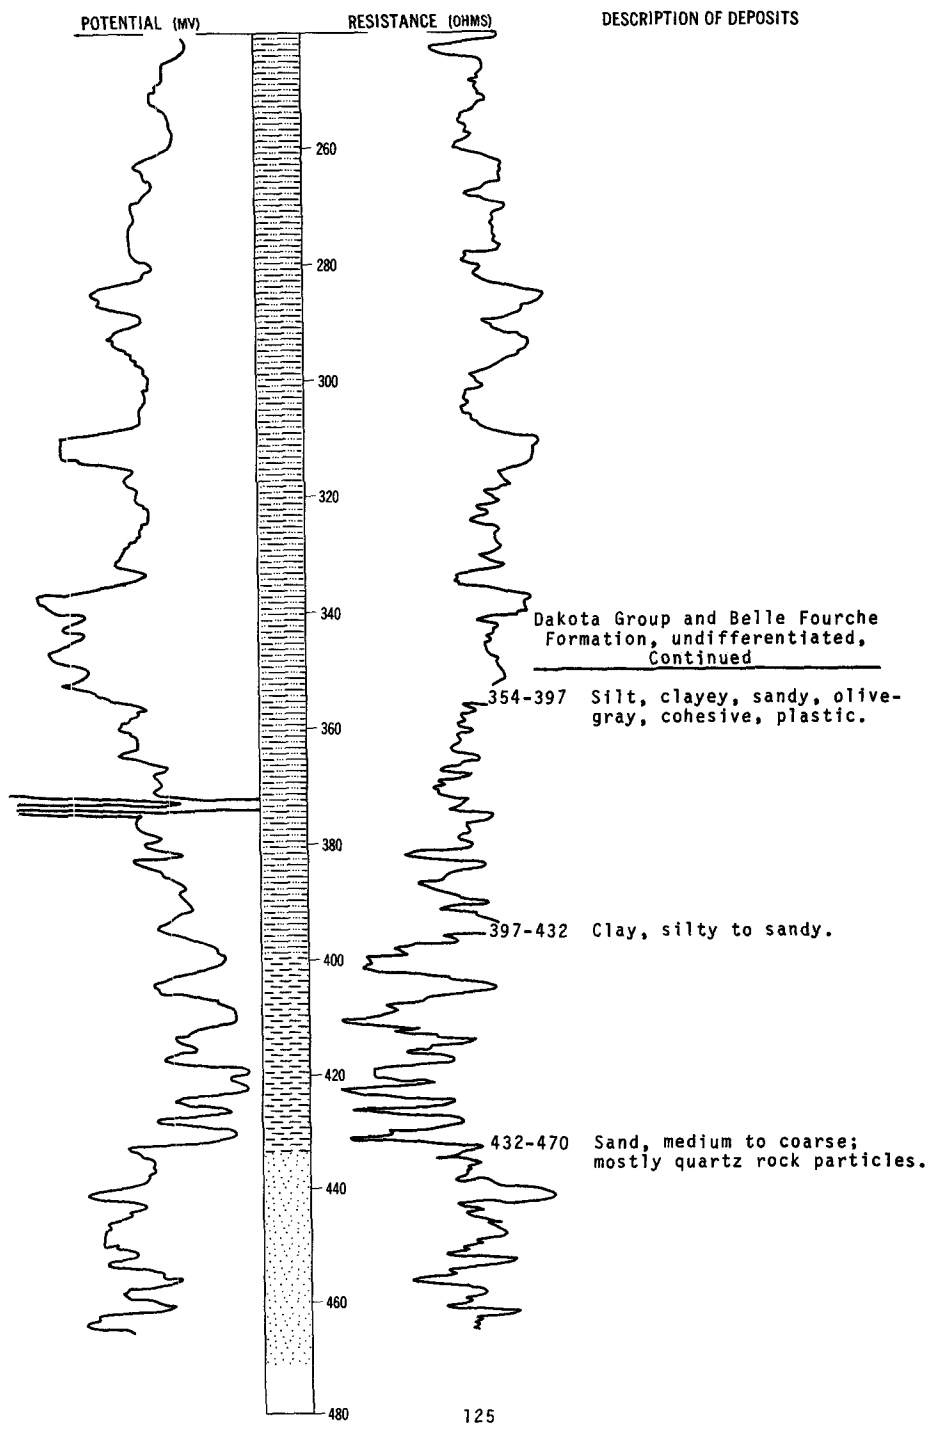 POTENTIAL (MV) RESISTANCE (OHMS) DESCRIPTION OF DEPOSITS
260
280
300
320
340
Dakota Group and Belle Fourche
Formation, undifferentiated,
Continued
354-397 Silt, clayey, sandy, olive-
gray, cohesive, plastic.
360
380
397-432 Clay, silty to sandy.
400
420
432-470 Sand, medium to coarse;
mostly quartz rock particles.
440
460
480
125